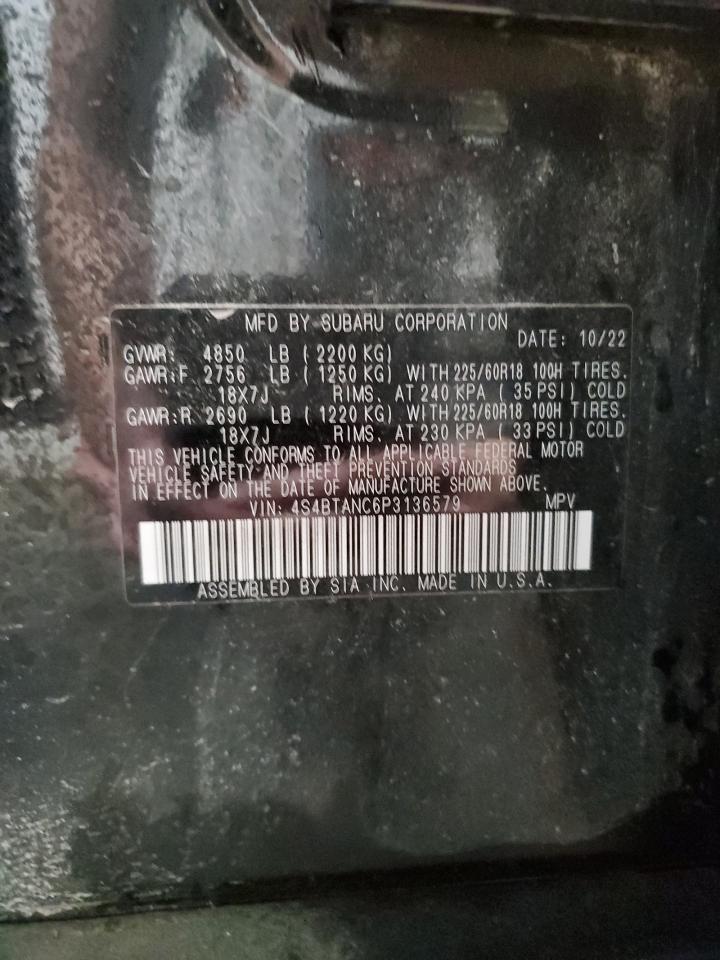 MFD BY SUBARU CORPORATION
DATE: 10/22
GVWR: 4850 LB (2200 KG)
GAWR:F 2756 LB (1250 KG) WITH 225/60R18 100H TIRES.
18X7J RIMS. AT 240 KPA (35 PSI) COLD
GAWR:R 2690 LB (1220 KG) WITH 225/60R18 100H TIRES.
18X7J RIMS. AT 230 KPA (33 PSI) COLD
THIS VEHICLE CONFORMS TO ALL APPLICABLE FEDERAL MOTOR
VEHICLE SAFETY AND THEFT PREVENTION STANDARDS
IN EFFECT ON THE DATE OF MANUFACTURE SHOWN ABOVE.
VIN: 4S4BTANC6P3136579 MPV
ASSEMBLED BY SIA INC. MADE IN U.S.A.